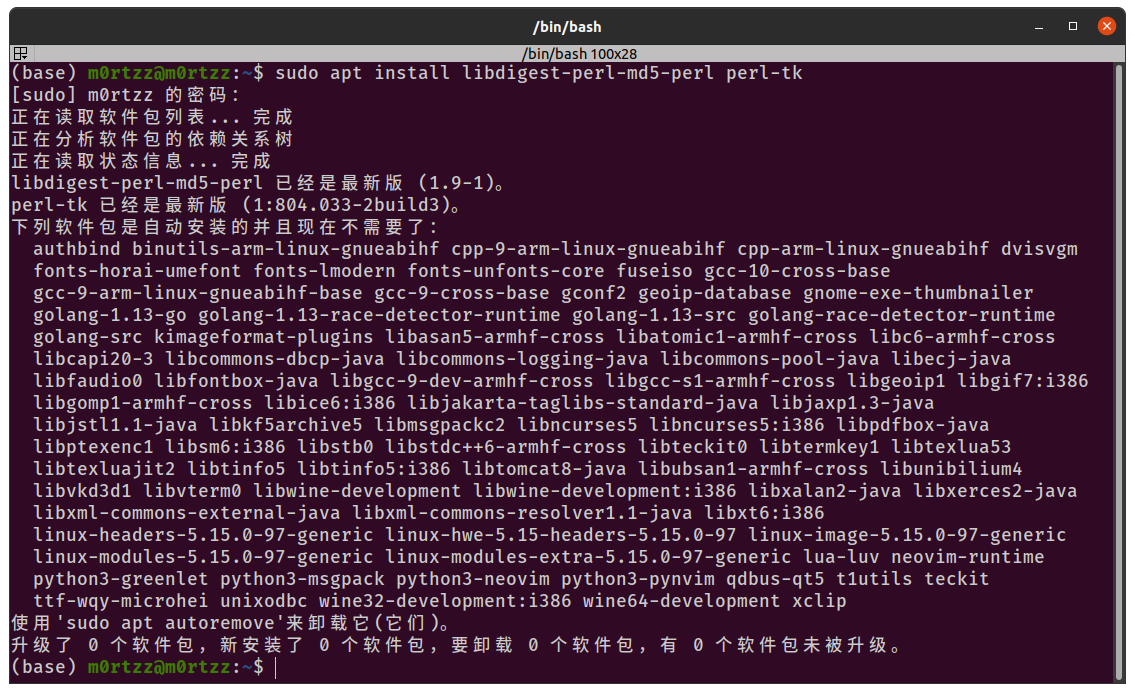 /bin/bash
/bin/bash 100x28
(base) m0rtzz@m0rtzz:~$ sudo apt install libdigest-perl-md5-perl perl-tk
[sudo] m0rtzz 的密码：
正在读取软件包列表... 完成
正在分析软件包的依赖关系树
正在读取状态信息... 完成
libdigest-perl-md5-perl 已经是最新版 (1.9-1)。
perl-tk 已经是最新版 (1:804.033-2build3)。
下列软件包是自动安装的并且现在不需要了：
authbind binutils-arm-linux-gnueabihf cpp-9-arm-linux-gnueabihf cpp-arm-linux-gnueabihf dvisvgm
fonts-horai-umefont fonts-lmodern fonts-unfonts-core fuseiso gcc-10-cross-base
gcc-9-arm-linux-gnueabihf-base gcc-9-cross-base gconf2 geoip-database gnome-exe-thumbnailer
golang-1.13-go golang-1.13-race-detector-runtime golang-1.13-src golang-race-detector-runtime
golang-src kimageformat-plugins libasan5-armhf-cross libatomic1-armhf-cross libc6-armhf-cross
libcapi20-3 libcommons-dbcp-java libcommons-logging-java libcommons-pool-java libecj-java
libfaudio0 libfontbox-java libgcc-9-dev-armhf-cross libgcc-s1-armhf-cross libgeoip1 libgif7:i386
libgomp1-armhf-cross libice6:i386 libjakarta-taglibs-standard-java libjaxp1.3-java
libjstl1.1-java libkf5archive5 libmsgpackc2 libncurses5 libncurses5:i386 libpdfbox-java
libptexenc1 libsm6:i386 libstb0 libstdc++6-armhf-cross libteckit0 libtermkey1 libtexlua53
libtexluajit2 libtinfo5 libtinfo5:i386 libtomcat8-java libubsan1-armhf-cross libunibilium4
libvkd3d1 libvterm0 libwine-development libwine-development:i386 libxalan2-java libxerces2-java
libxml-commons-external-java libxml-commons-resolver1.1-java libxt6:i386
linux-headers-5.15.0-97-generic linux-hwe-5.15-headers-5.15.0-97 linux-image-5.15.0-97-generic
linux-modules-5.15.0-97-generic linux-modules-extra-5.15.0-97-generic lua-luv neovim-runtime
python3-greenlet python3-msgpack python3-neovim python3-pynvim qdbus-qt5 t1utils teckit
ttf-wqy-microhei unixodbc wine32-development:i386 wine64-development xclip
使用'sudo apt autoremove'来卸载它(它们)。
升级了 0 个软件包，新安装了 0 个软件包，要卸载 0 个软件包，有 0 个软件包未被升级。
(base) m0rtzz@m0rtzz:~$